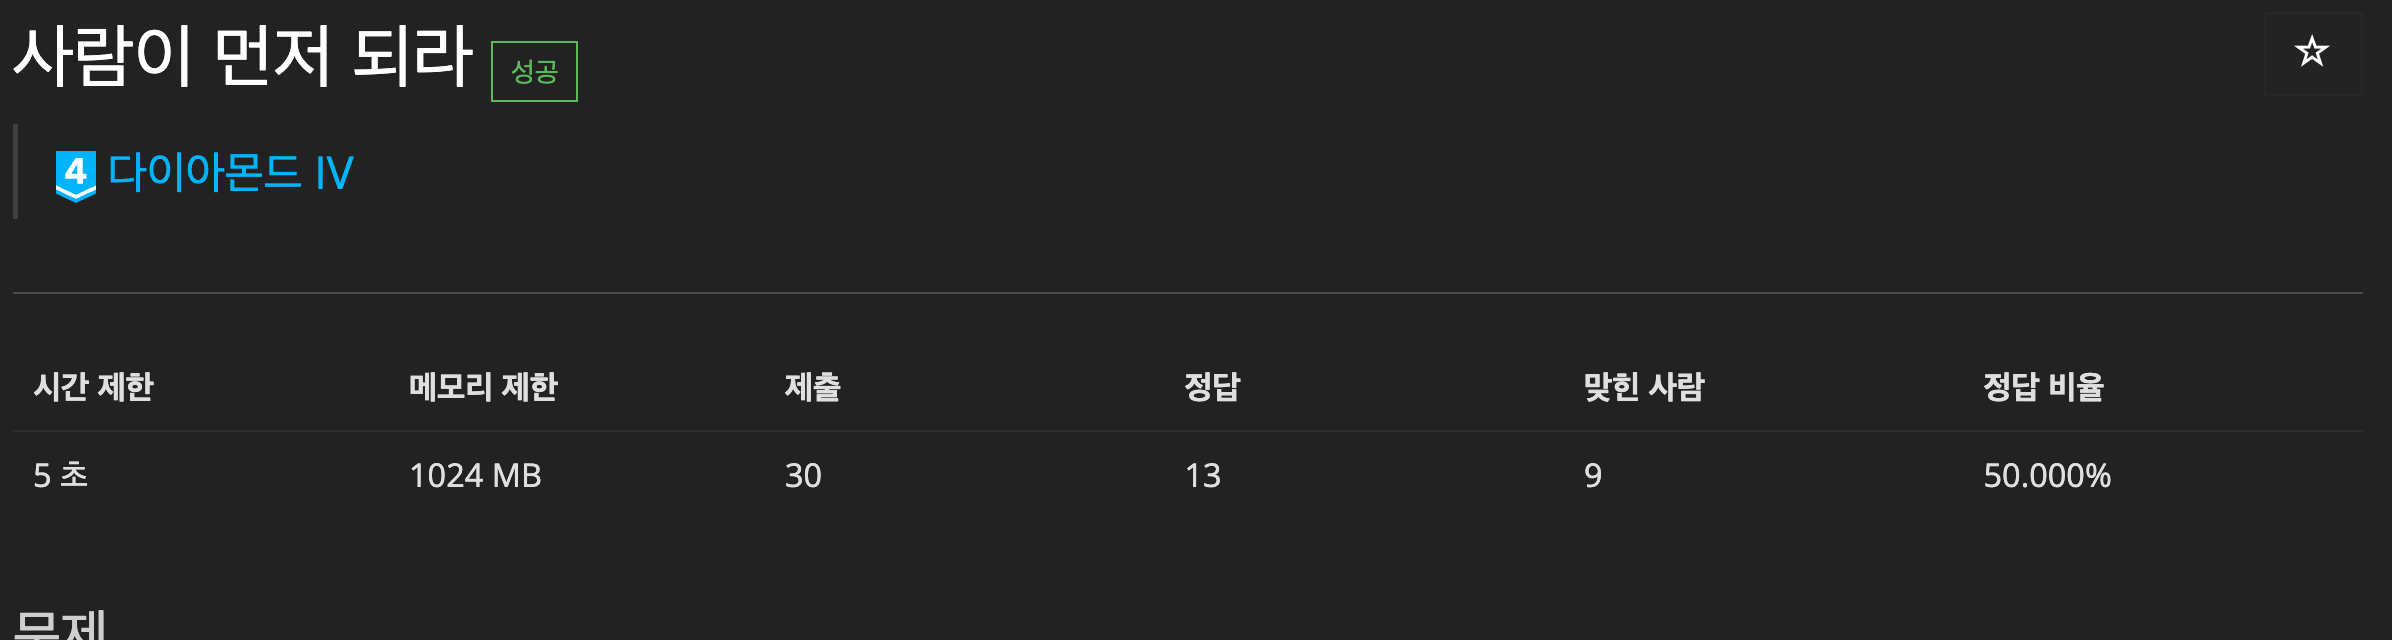 사람이 먼저 되라 성공
4 다이아몬드 IV
시간 제한 메모리 제한 제출 정답 맞힌 사람 정답 비율
5 초 1024 MB 30 13 9 50.000%
문제